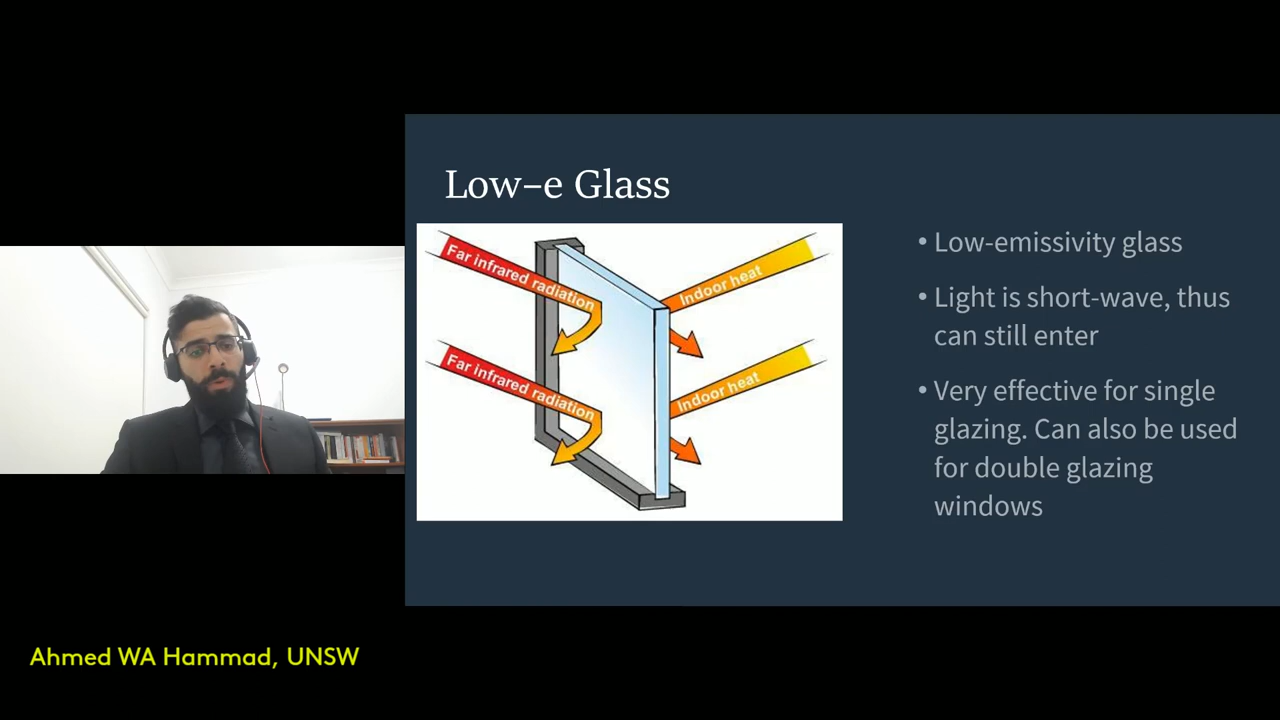 Low-e Glass
Far infrared radiation
Indoor heat
Far infrared radiation
Indoor heat
• Low-emissivity glass
• Light is short-wave, thus
can still enter
• Very effective for single
glazing. Can also be used
for double glazing
windows
Ahmed WA Hammad, UNSW